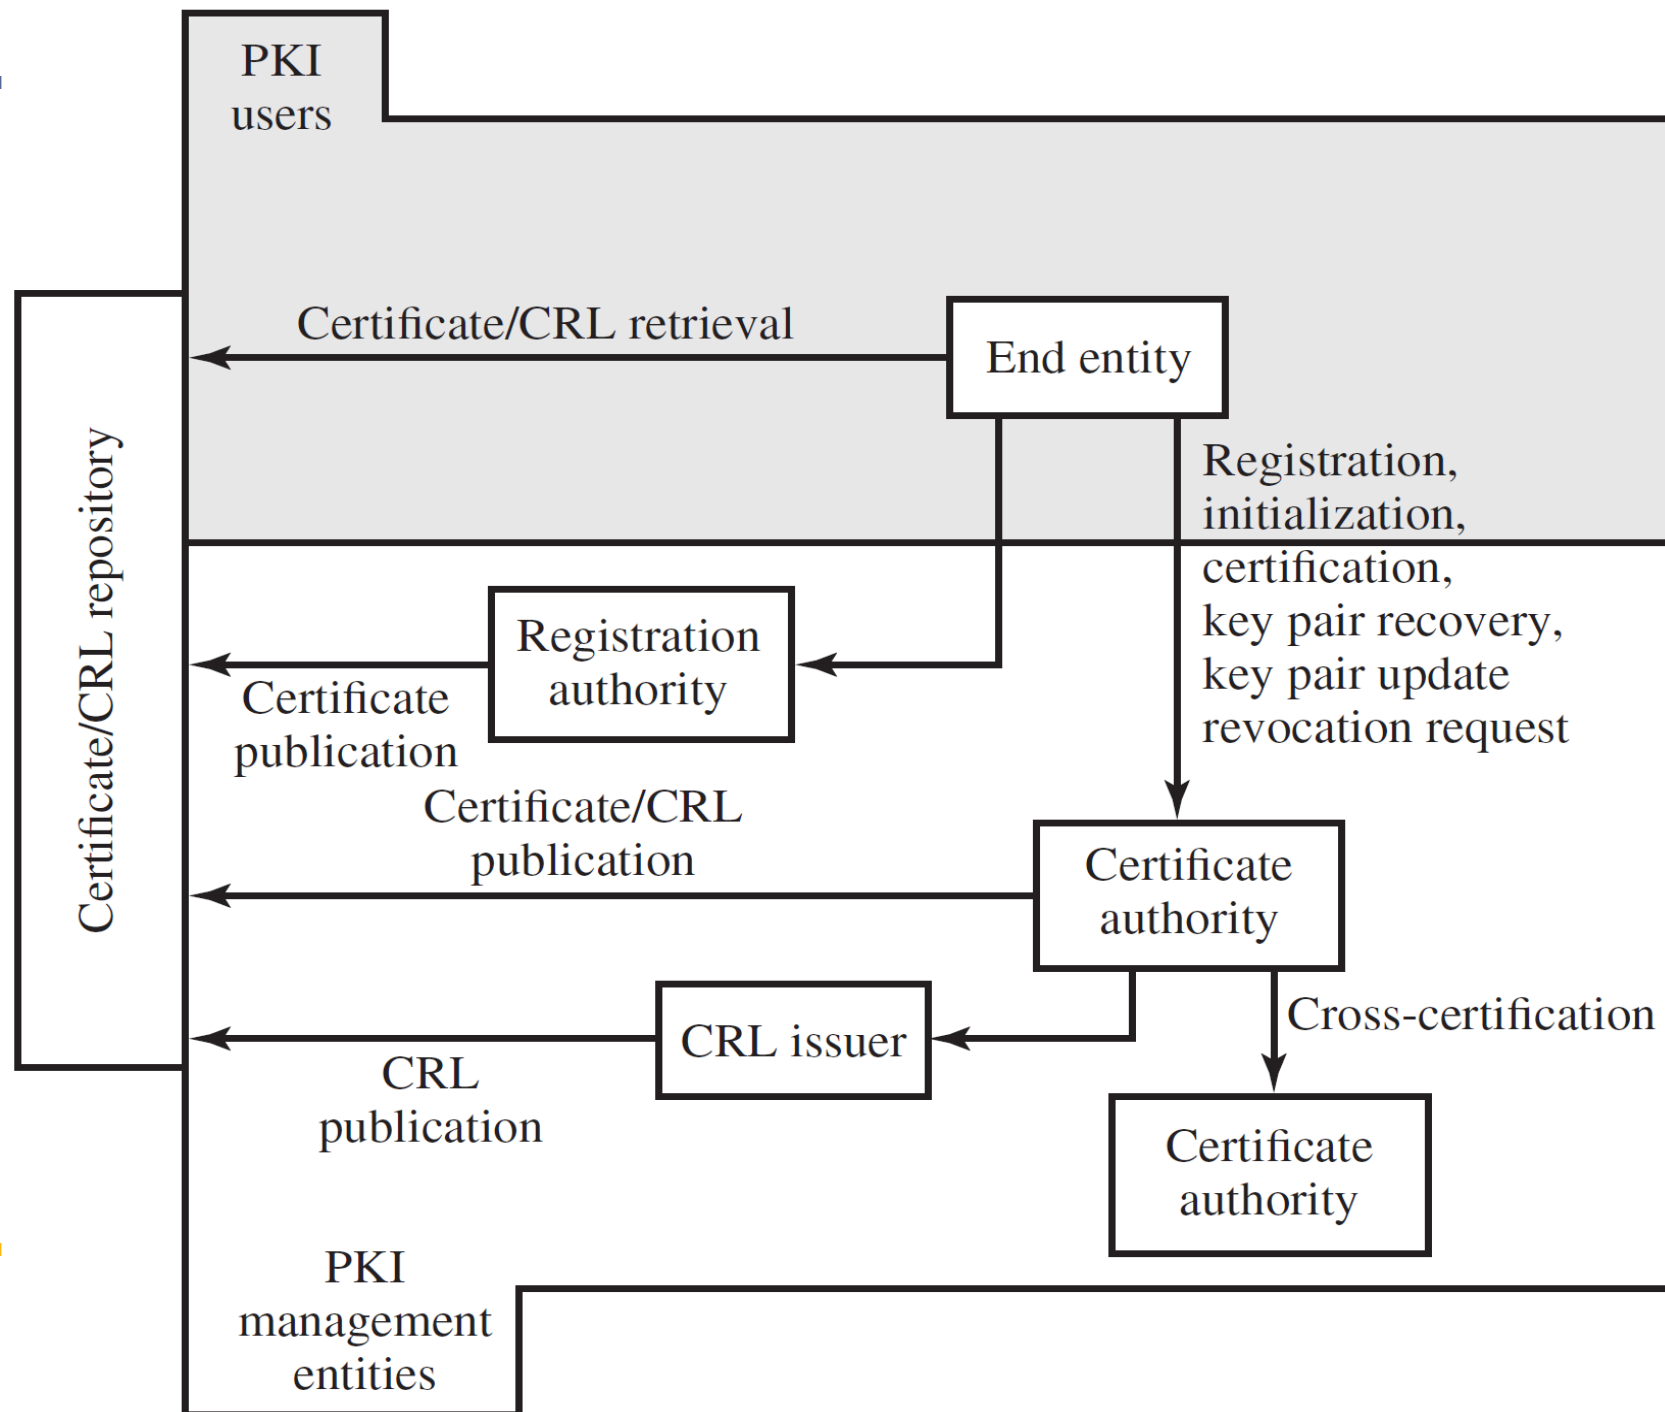 PKI
users
Certificate/CRL retrieval
End entity
Certificate/CRL repository
Registration,
initialization,
certification,
key pair recovery,
key pair update
revocation request
Registration
authority
Certificate
publication
Certificate/CRL
publication
Certificate
authority
CRL issuer
Cross-certification
CRL
publication
Certificate
authority
PKI
management
entities